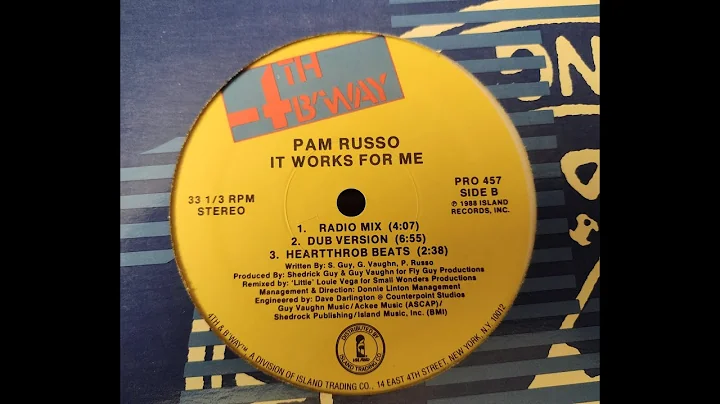 4TH
B'WAY
PAM RUSSO
IT WORKS FOR ME
33 1/3 RPM
STEREO
PRO 457
SIDE B
℗ 1988 ISLAND
RECORDS, INC.
1. RADIO MIX (4:07)
2. DUB VERSION (6:55)
3. HEARTTHROB BEATS (2:38)
Written By: S. Guy, G. Vaughn, P. Russo
Produced By: Shedrick Guy & Guy Vaughn for Fly Guy Productions
Remixed by: 'Little' Louie Vega for Small Wonders Productions
Management & Direction: Donnie Linton Management
Engineered by: Dave Darlington @ Counterpoint Studios
Guy Vaughn Music/Ackee Music (ASCAP)/
Shedrock Publishing/Island Music, Inc. (BMI)
DISTRIBUTED BY
ISLAND TRADING CO.
4TH & B'WAY™, A DIVISION OF ISLAND TRADING CO., 14 EAST 4TH STREET, NEW YORK, N.Y. 10012